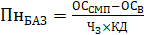 Пн_БАЗ = (ОС_СМП − ОС_В) / (Ч_З × КД)